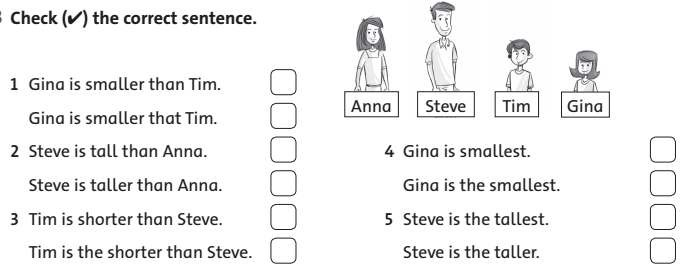 Check (✔) the correct sentence.
Anna Steve Tim Gina
1 Gina is smaller than Tim.
Gina is smaller that Tim.
2 Steve is tall than Anna.
Steve is taller than Anna.
3 Tim is shorter than Steve.
Tim is the shorter than Steve.
4 Gina is smallest.
Gina is the smallest.
5 Steve is the tallest.
Steve is the taller.